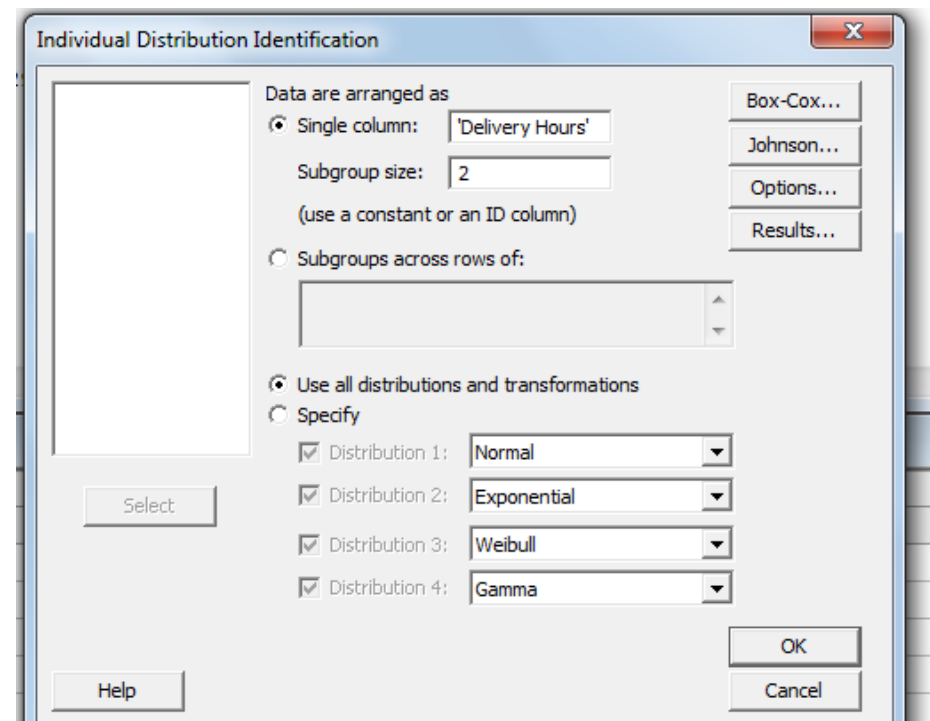 Individual Distribution Identification
X
Data are arranged as
Single column: 'Delivery Hours'
Subgroup size: 2
(use a constant or an ID column)
Subgroups across rows of:
Use all distributions and transformations
Specify
Distribution 1: Normal
Distribution 2: Exponential
Distribution 3: Weibull
Distribution 4: Gamma
Box-Cox...
Johnson...
Options...
Results...
Select
OK
Help
Cancel